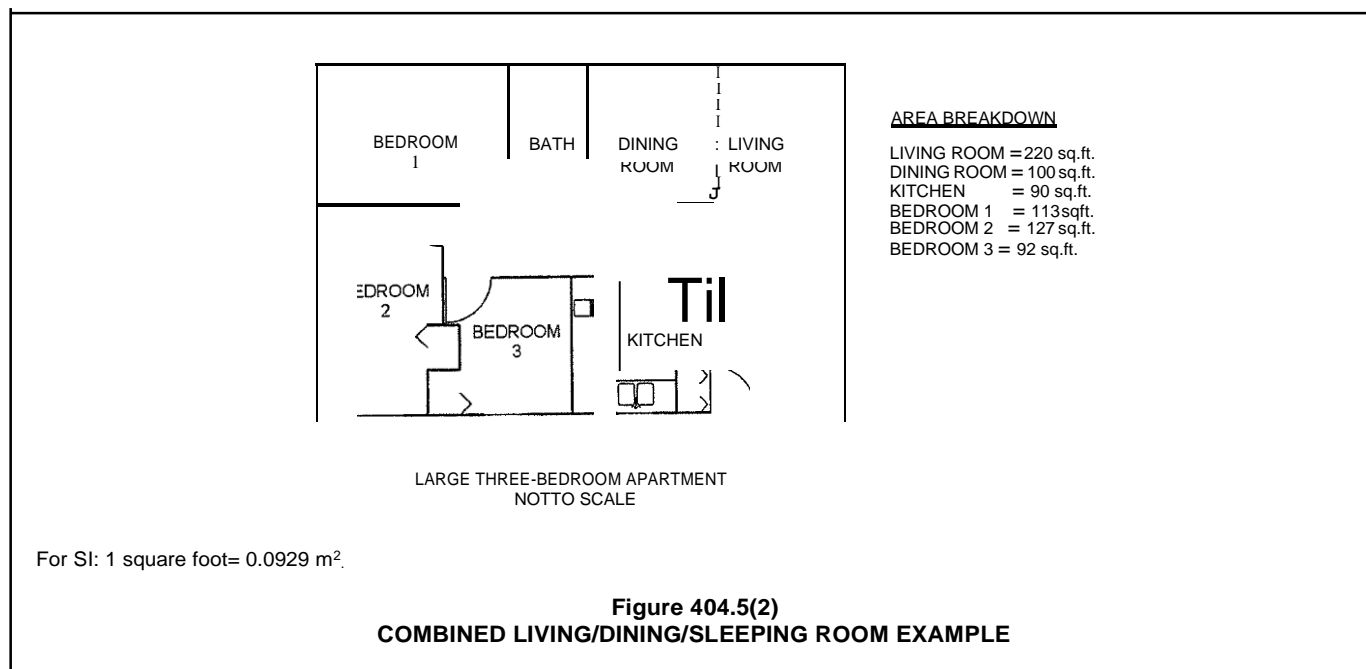 BEDROOM
1
BATH
DINING
ROOM
: LIVING
ROOM
AREA BREAKDOWN
LIVING ROOM = 220 sq.ft.
DINING ROOM = 100 sq.ft.
KITCHEN = 90 sq.ft.
BEDROOM 1 = 113sqft.
BEDROOM 2 = 127 sq.ft.
BEDROOM 3 = 92 sq.ft.
EDROOM
2
BEDROOM
3
Til
KITCHEN
LARGE THREE-BEDROOM APARTMENT
NOTTO SCALE
For SI: 1 square foot= 0.0929 m².
Figure 404.5(2)
COMBINED LIVING/DINING/SLEEPING ROOM EXAMPLE